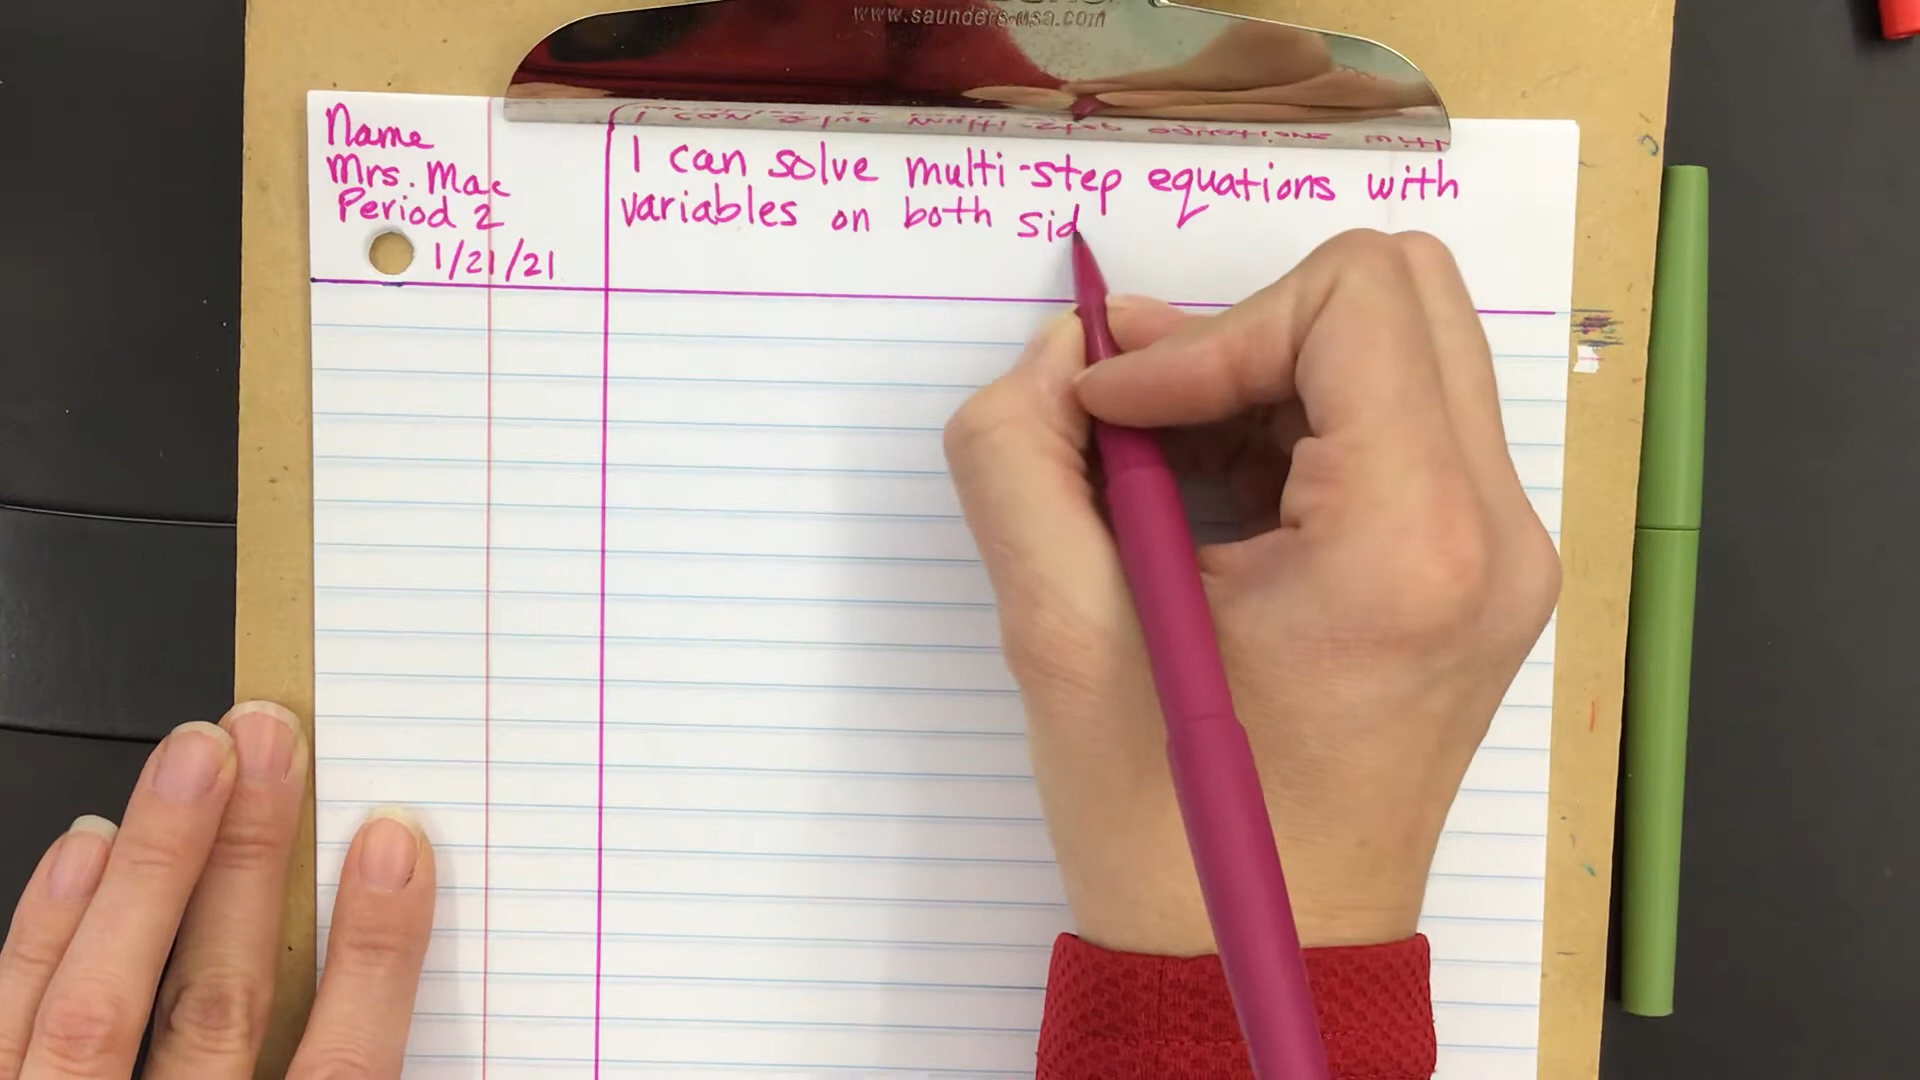 www.saunders-usa.com
Name
Mrs. Mac
Period 2
1/21/21
I can solve multi-step equations with
variables on both sid